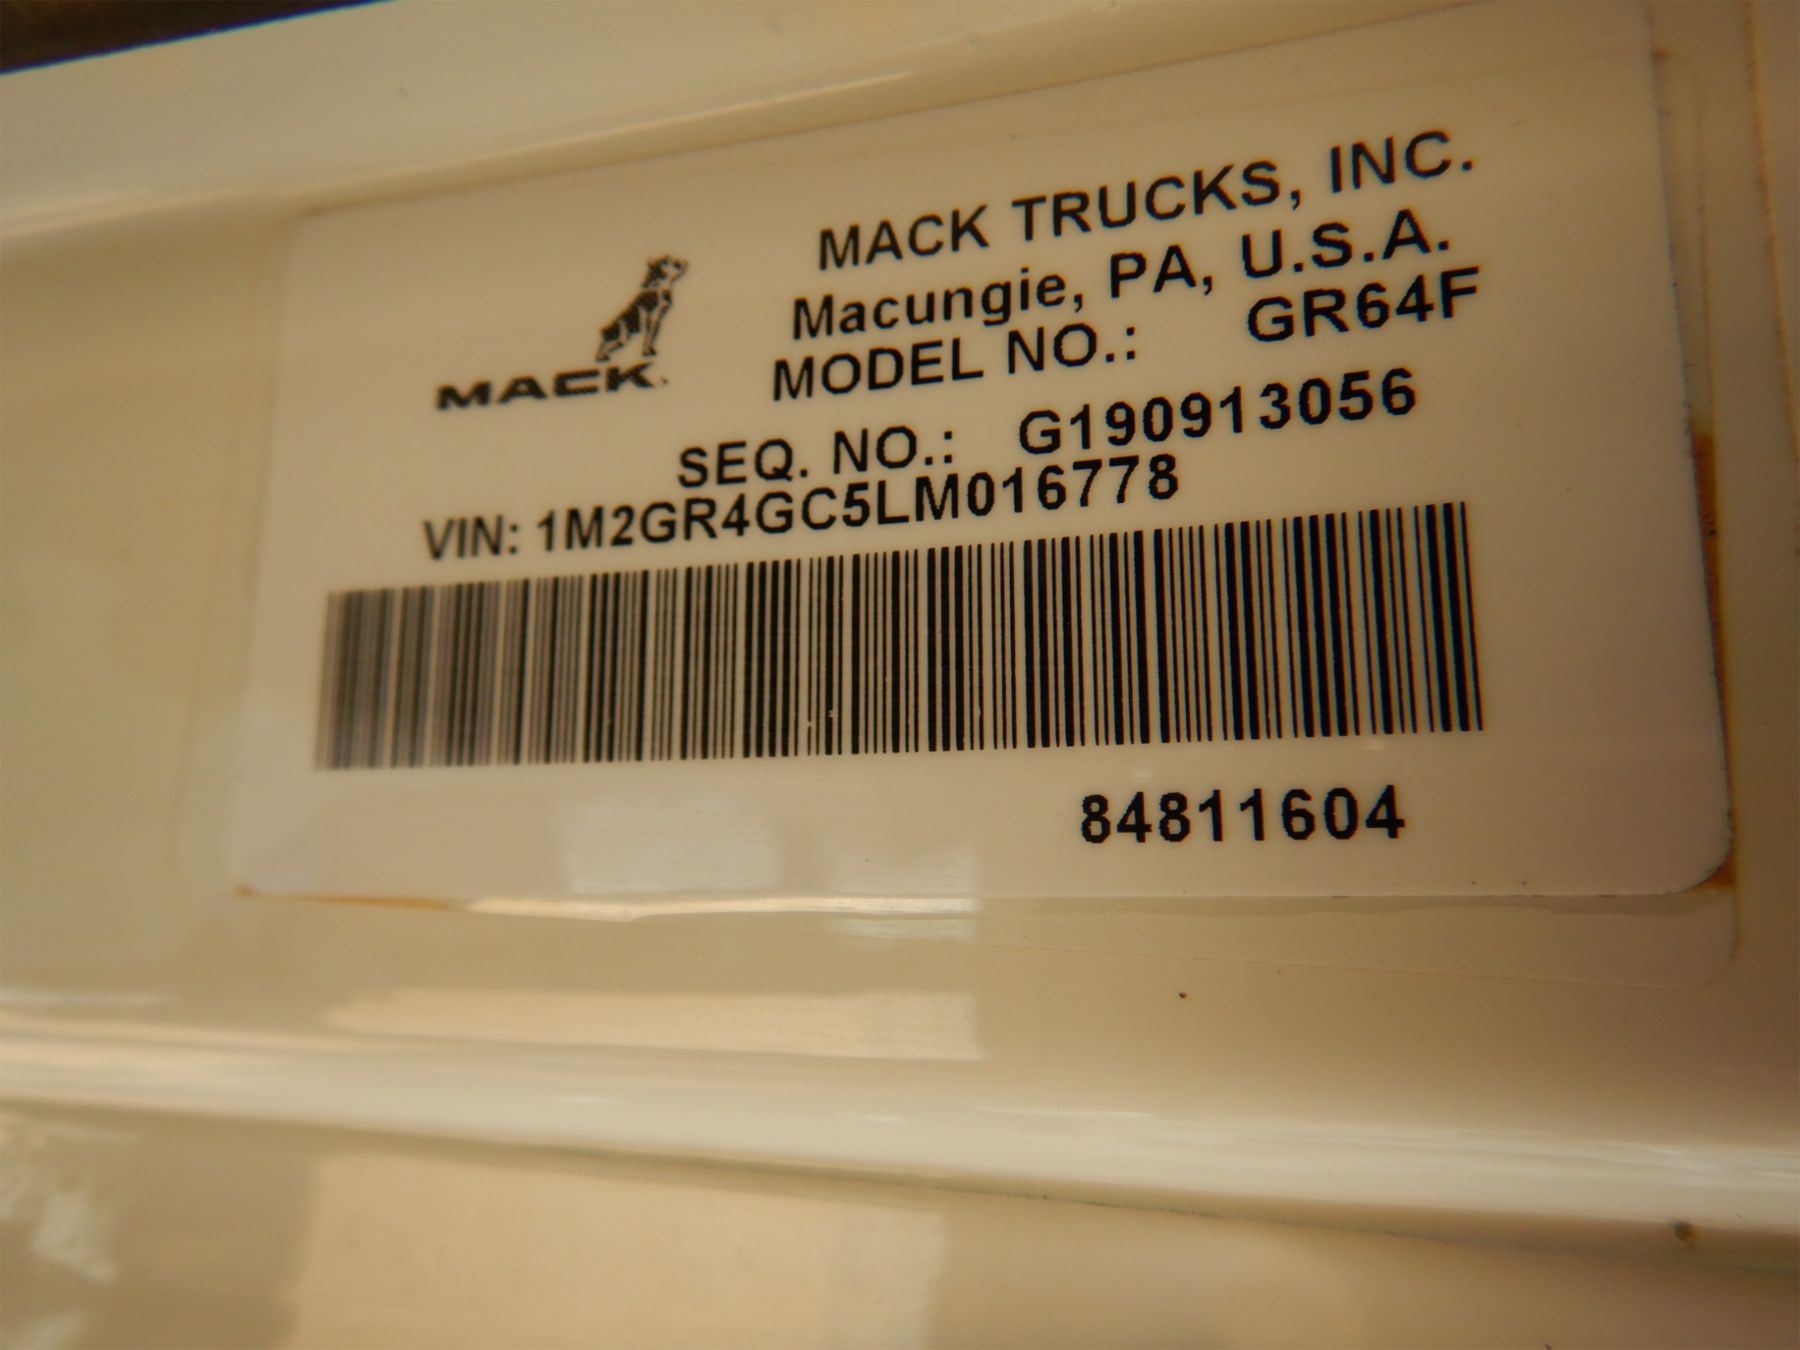 MACK TRUCKS, INC.
Macungie, PA, U.S.A.
MACK.
MODEL NO.: GR64F
SEQ. NO.: G190913056
VIN: 1M2GR4GC5LM016778
84811604